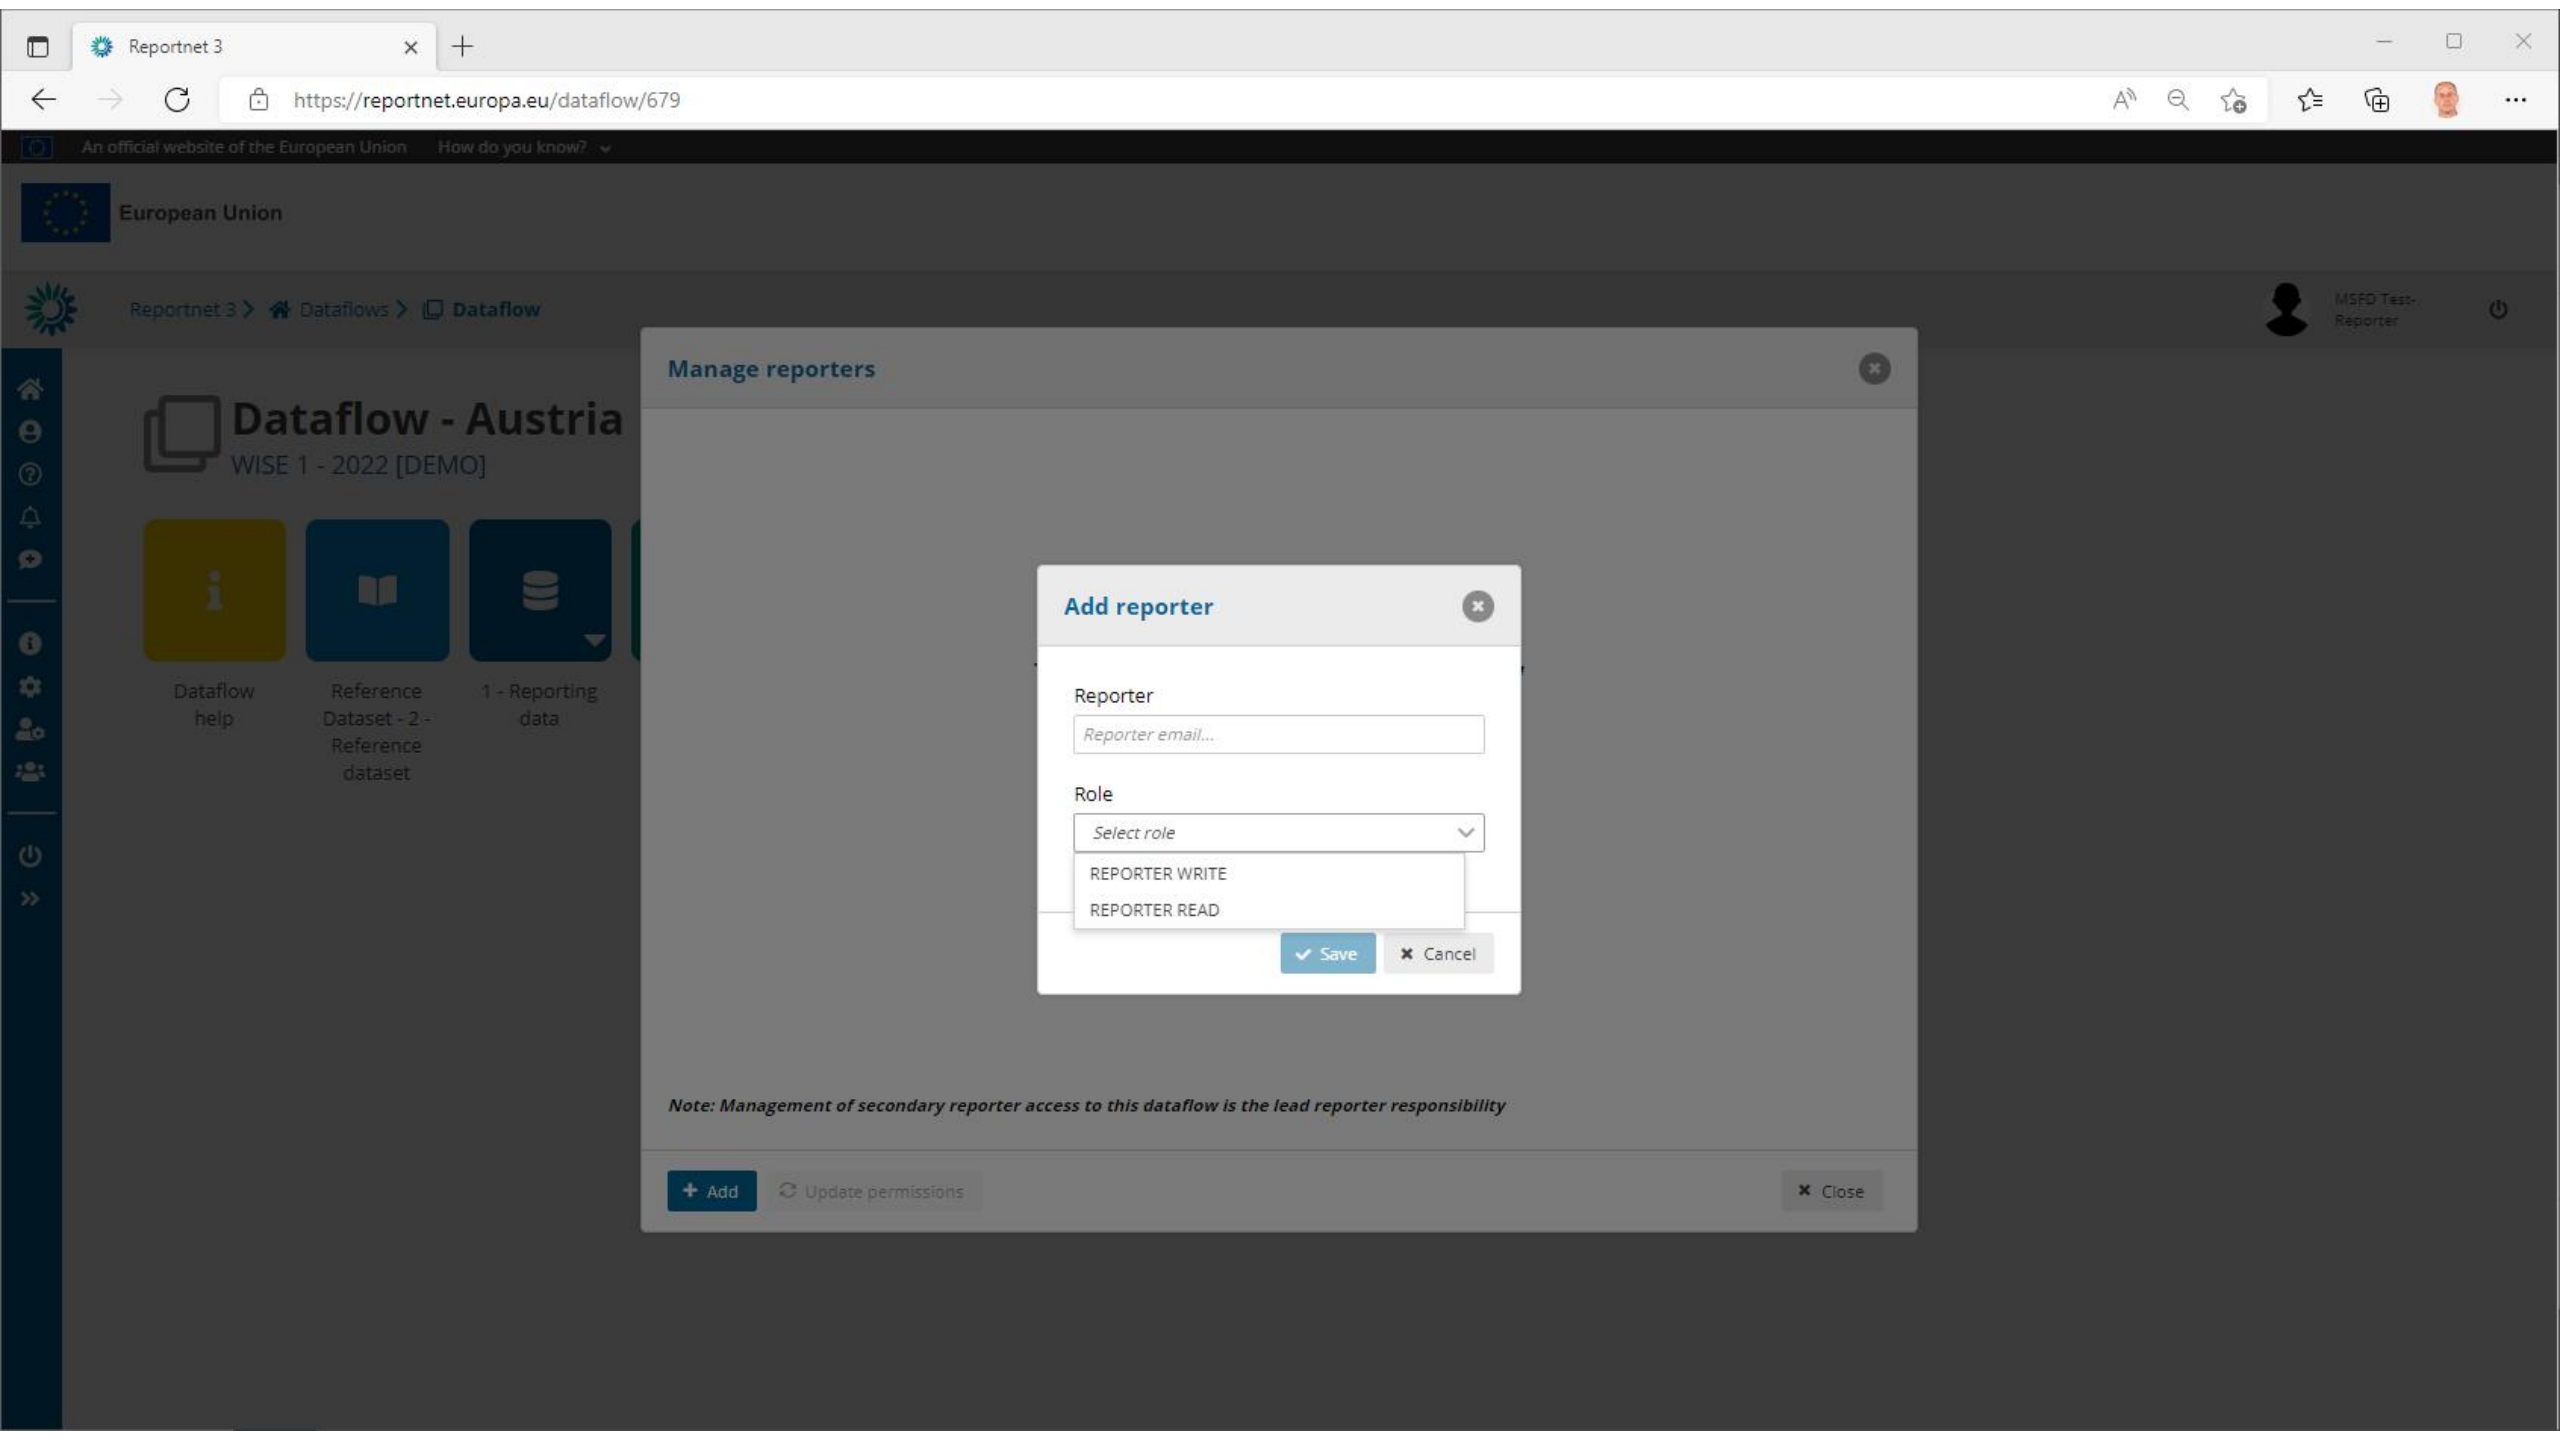 Reportnet 3
https://reportnet.europa.eu/dataflow/679
An official website of the European Union How do you know?
European Union
Reportnet 3 Dataflows Dataflow
MSFD Test-
Reporter
Manage reporters
Dataflow - Austria
WISE 1 - 2022 [DEMO]
Dataflow
help
Reference
Dataset - 2 -
Reference
dataset
1 - Reporting
data
Add reporter
Reporter
Reporter email...
Role
Select role
REPORTER WRITE
REPORTER READ
Save Cancel
Note: Management of secondary reporter access to this dataflow is the lead reporter responsibility
Add Update permissions Close